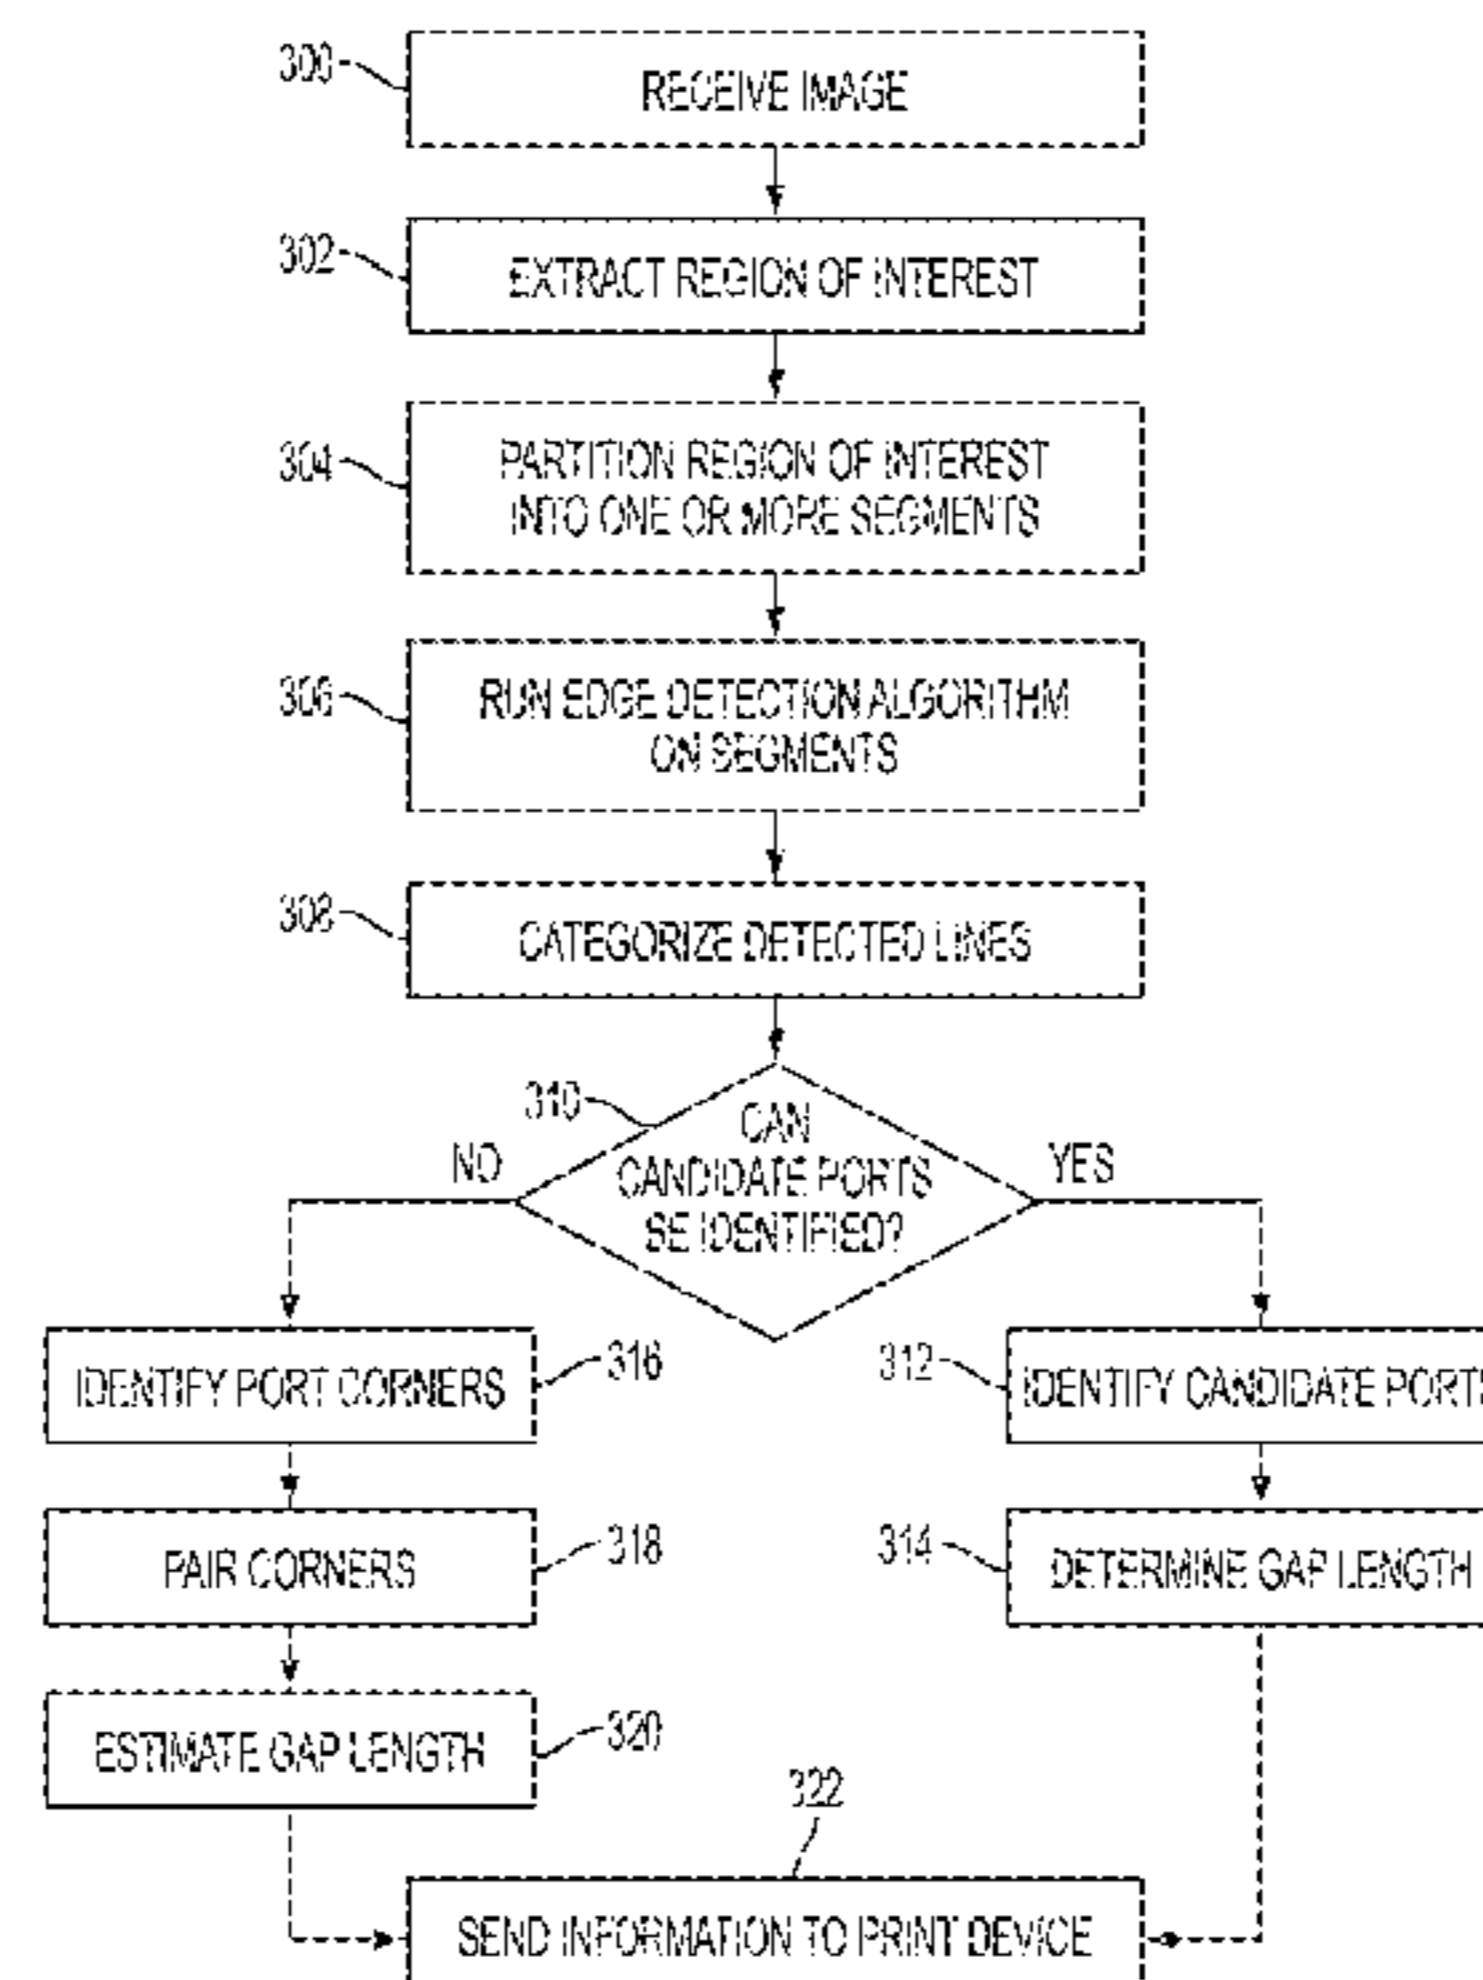 300
RECEIVE IMAGE
302
EXTRACT REGION OF INTEREST
304
PARTITION REGION OF INTEREST
INTO ONE OR MORE SEGMENTS
306
RUN EDGE DETECTION ALGORITHM
ON SEGMENTS
308
CATEGORIZE DETECTED LINES
310
CAN
CANDIDATE PORTS
BE IDENTIFIED?
NO
YES
IDENTIFY PORT CORNERS
316
312
IDENTIFY CANDIDATE PORTS
PAIR CORNERS
318
314
DETERMINE GAP LENGTH
ESTIMATE GAP LENGTH
320
322
SEND INFORMATION TO PRINT DEVICE